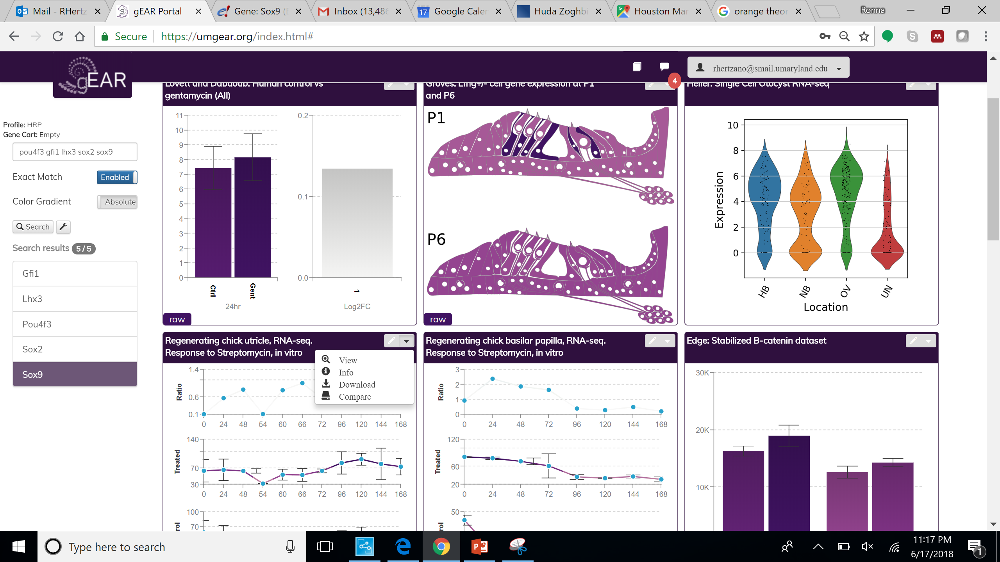 Mail - RHertz
gEAR Portal
Gene: Sox9 (E
Inbox (13,486
Google Caler
Huda Zoghbi
Houston Mar
orange theor
Ronna
Secure
https://umgear.org/index.html#
gEAR
4
rhertzano@smail.umaryland.edu
Profile: HRP
Gene Cart: Empty
pou4f3 gfi1 lhx3 sox2 sox9
Exact Match Enabled
Color Gradient Absolute
Search
Search results 5 / 5
Gfi1
Lhx3
Pou4f3
Sox2
Sox9
Lovett and Dabdoub: Human control vs
gentamycin (All)
11
10
9
8
7
6
5
4
3
2
1
0
Ctrl
Gent
24hr
0.2
0.1
0.0
1
Log2FC
raw
Groves: Lfng+/- cell gene expression at P1
and P6
P1
P6
raw
Heller: Single Cell Otocyst RNA-seq
10
8
6
4
2
0
Expression
HB
NB
OV
UN
Location
Regenerating chick utricle, RNA-seq.
Response to Streptomycin, in vitro
View
Info
Download
Compare
1.4
0.6
0.1
Ratio
0 24 48 54 60 66 72 96 120 144 168
140
70
30
Treated
0 24 48 54 60 66 72 96 120 144 168
100
70
rol
Regenerating chick basilar papilla, RNA-seq.
Response to Streptomycin, in vitro
3
2
1
0
Ratio
0 24 48 72 96 120 144 168
120
60
20
Treated
0 24 48 72 96 120 144 168
50
rol
Edge: Stabilized B-catenin dataset
30K
20K
10K
Type here to search
11:17 PM
6/17/2018
1